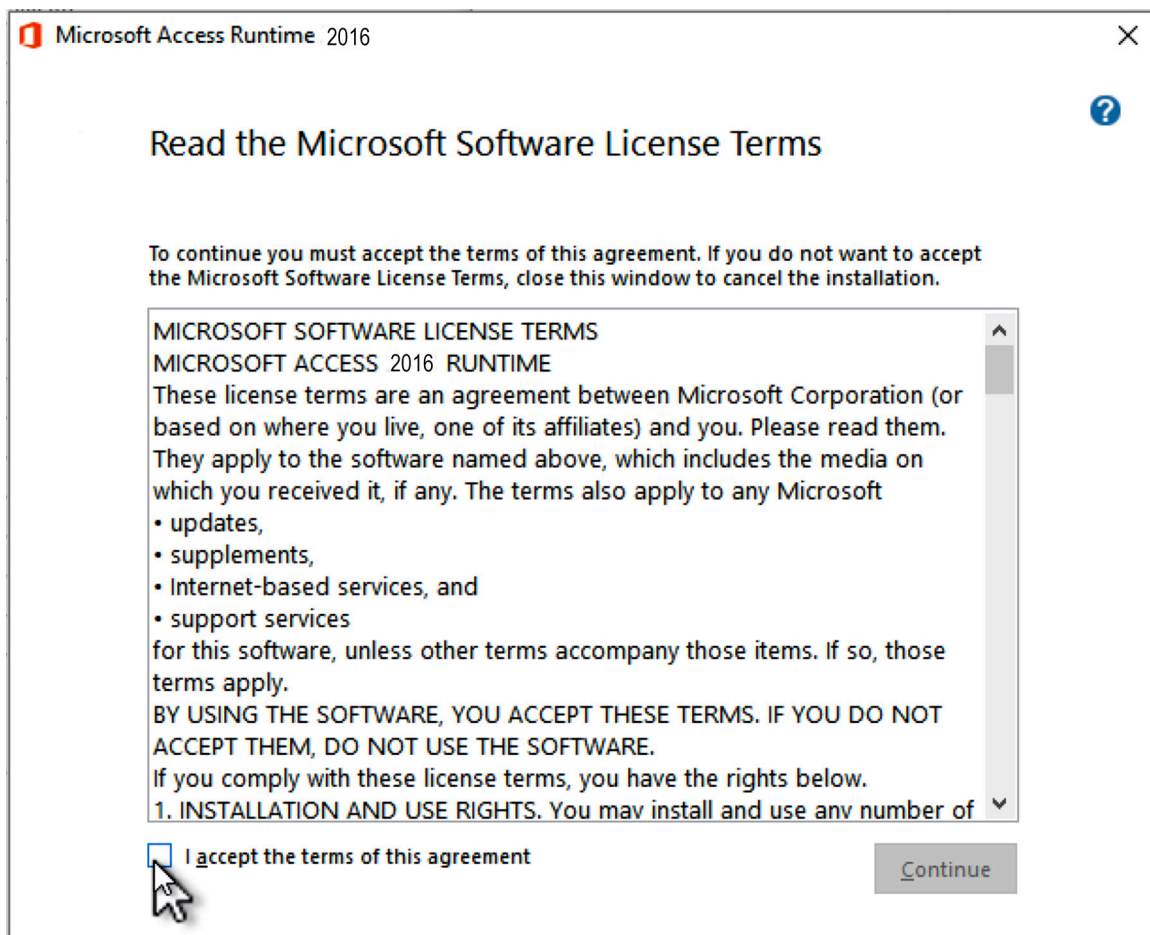 Microsoft Access Runtime 2016
Read the Microsoft Software License Terms
To continue you must accept the terms of this agreement. If you do not want to accept
the Microsoft Software License Terms, close this window to cancel the installation.
MICROSOFT SOFTWARE LICENSE TERMS
MICROSOFT ACCESS 2016 RUNTIME
These license terms are an agreement between Microsoft Corporation (or
based on where you live, one of its affiliates) and you. Please read them.
They apply to the software named above, which includes the media on
which you received it, if any. The terms also apply to any Microsoft
• updates,
• supplements,
• Internet-based services, and
• support services
for this software, unless other terms accompany those items. If so, those
terms apply.
BY USING THE SOFTWARE, YOU ACCEPT THESE TERMS. IF YOU DO NOT
ACCEPT THEM, DO NOT USE THE SOFTWARE.
If you comply with these license terms, you have the rights below.
1. INSTALLATION AND USE RIGHTS. You may install and use any number of
I accept the terms of this agreement
Continue